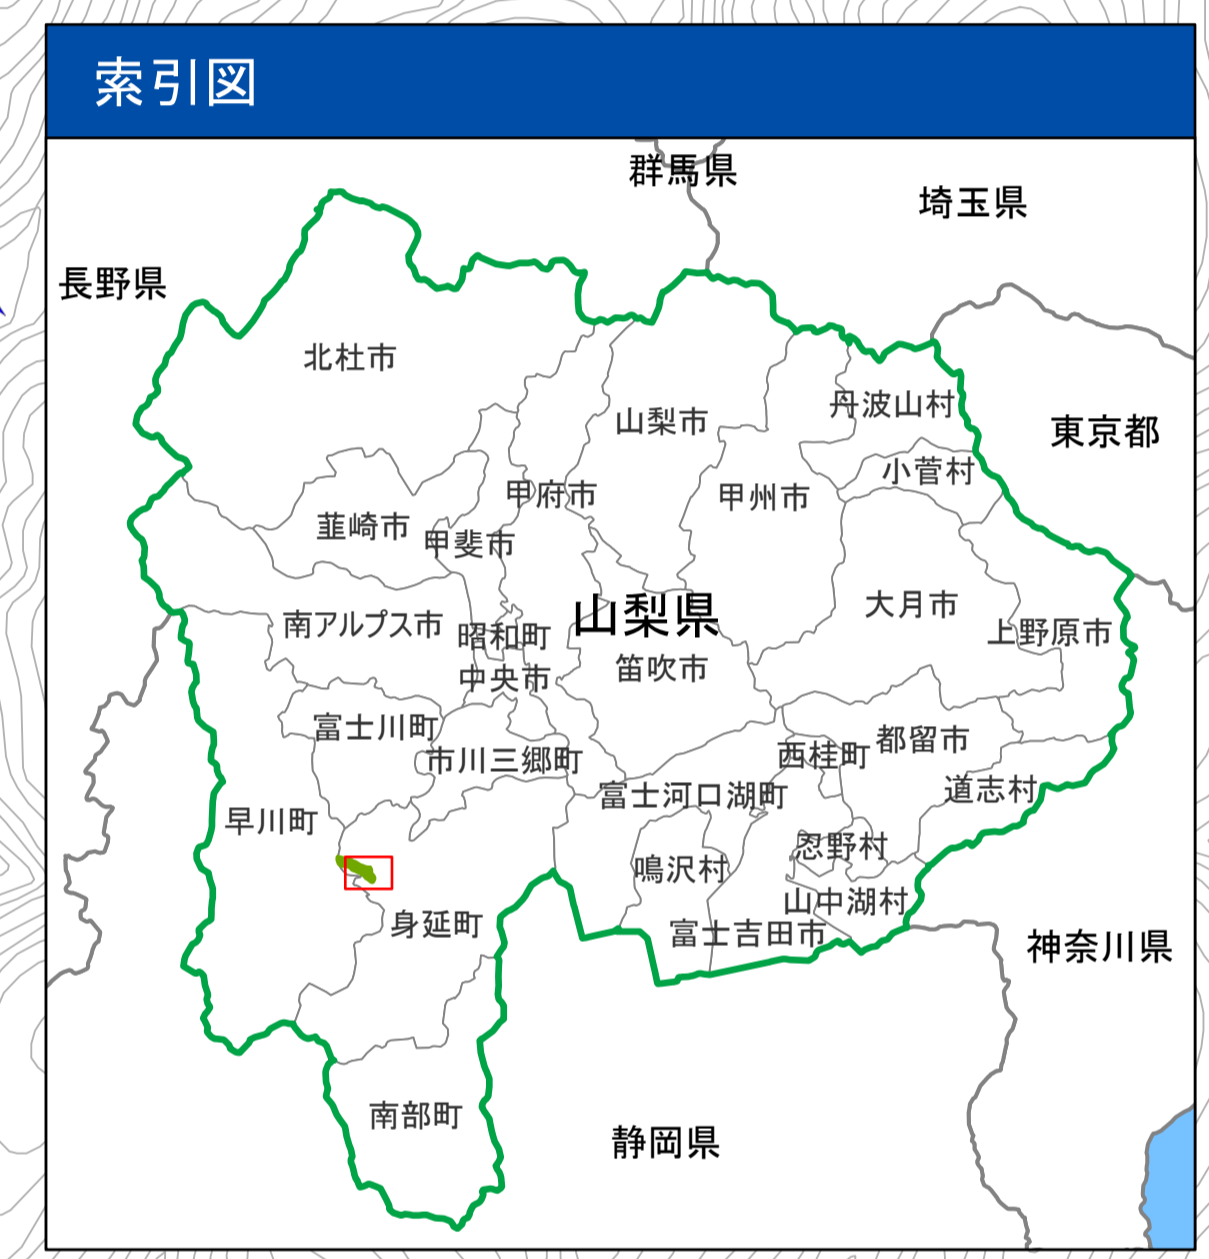 索引図
群馬県
埼玉県
長野県
北杜市
丹波山村
山梨市
東京都
小菅村
甲府市
甲州市
韮崎市
甲斐市
大月市
山梨県
南アルプス市
昭和町
上野原市
笛吹市
中央市
富士川町
都留市
西桂町
市川三郷町
道志村
富士河口湖町
早川町
忍野村
鳴沢村
山中湖村
身延町
富士吉田市
神奈川県
南部町
静岡県